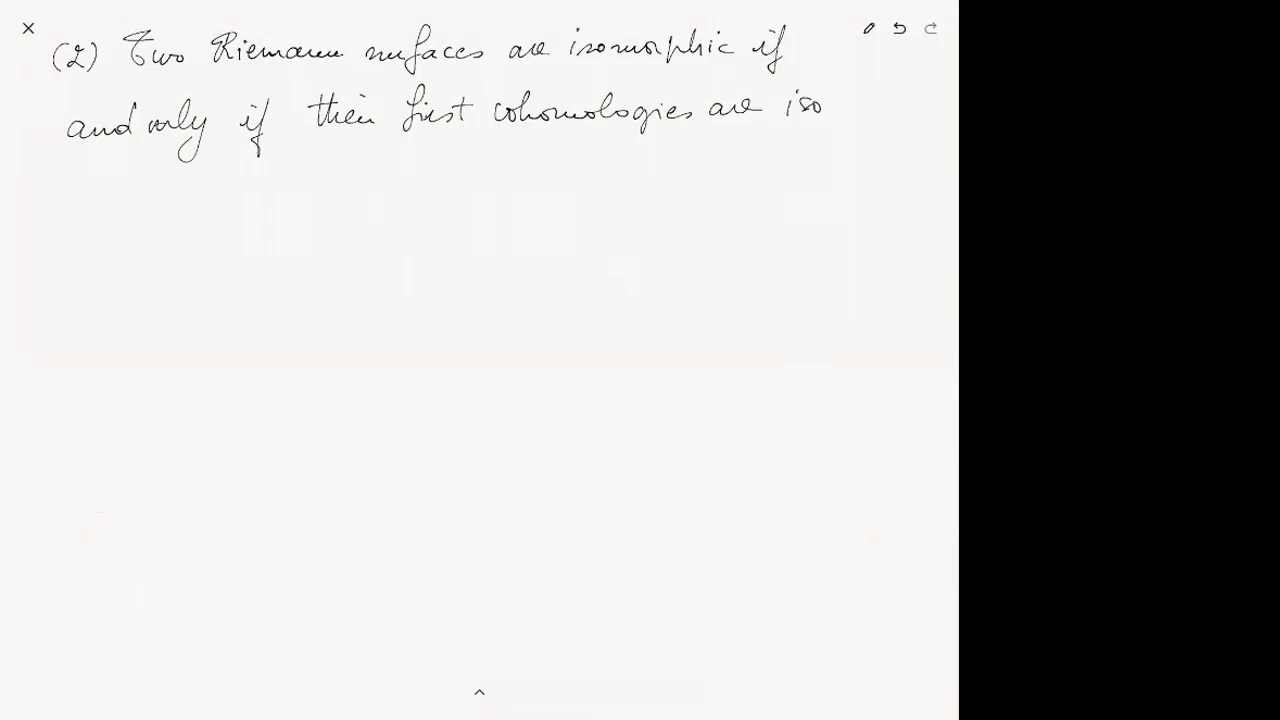 (2) Two Riemann surfaces are isomorphic if
and only if their first cohomologies are iso